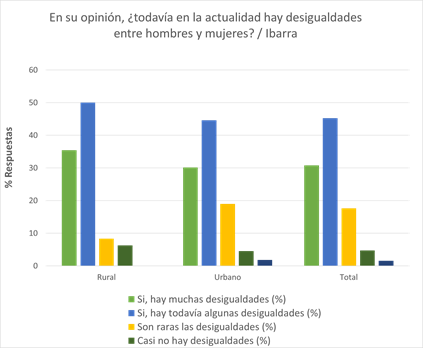 En su opinión, ¿todavía en la actualidad hay desigualdades
entre hombres y mujeres? / Ibarra
60
50
40
30
20
10
0
% Respuestas
Rural
Urbano
Total
Si, hay muchas desigualdades (%)
Si, hay todavía algunas desigualdades (%)
Son raras las desigualdades (%)
Casi no hay desigualdades (%)